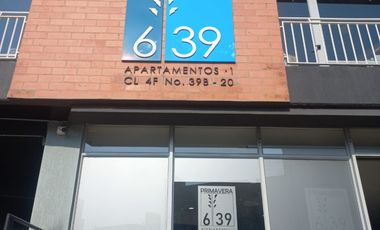 6 39
APARTAMENTOS · 1
CL 4F No. 39B - 20
PRIMAVERA
6 39